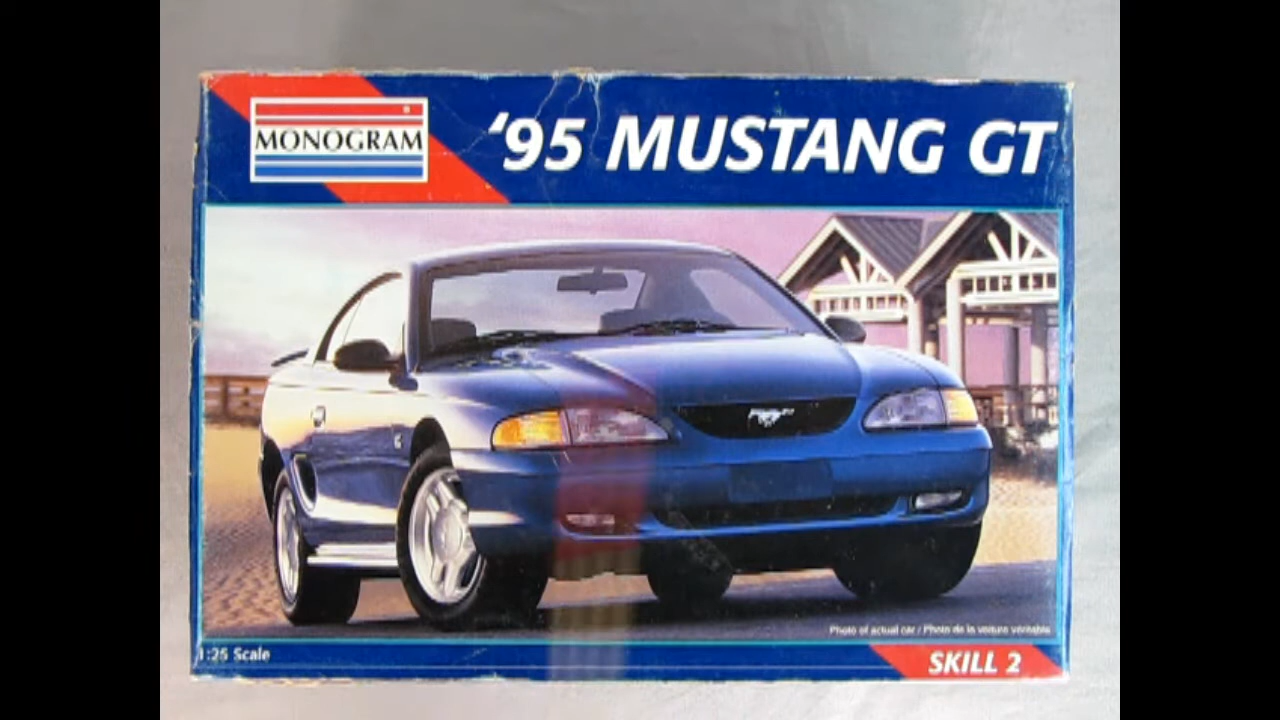 MONOGRAM®
'95 MUSTANG GT
Photo of actual car / Photo de la voiture véritable
1:25 Scale
SKILL 2